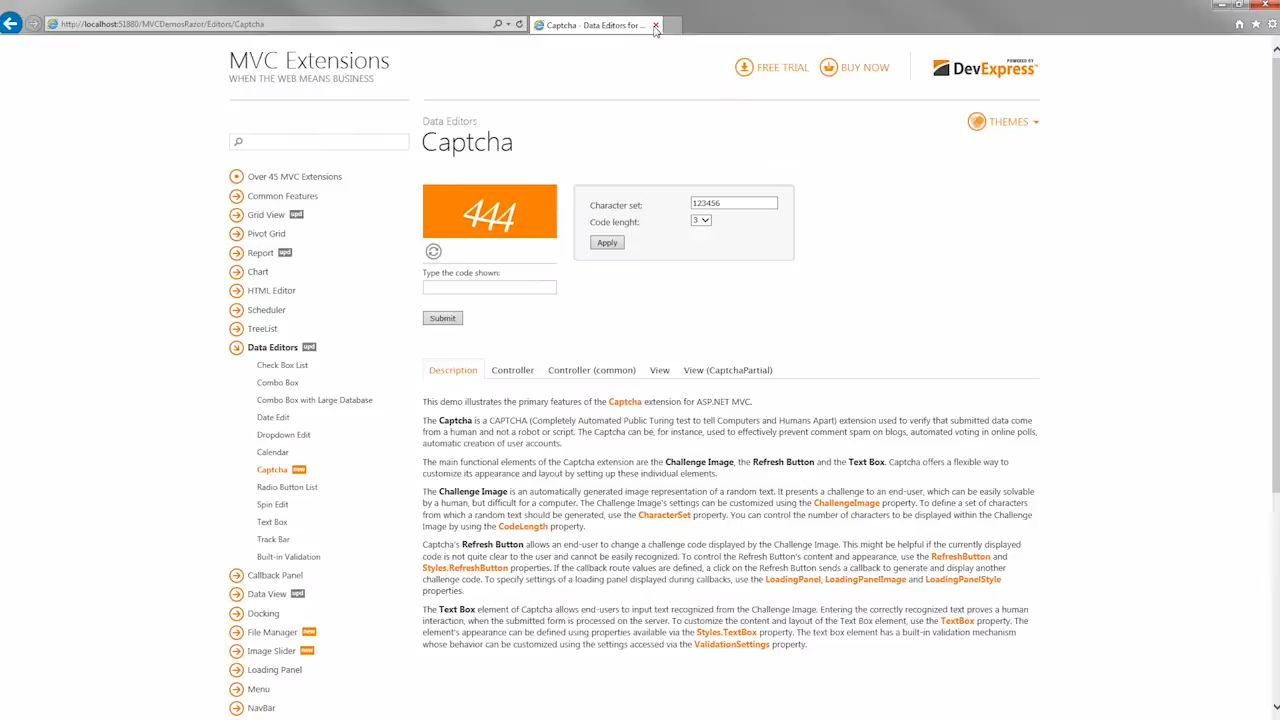 http://localhost:51880/MVCDemosRazor/Editors/Captcha
Captcha - Data Editors for ...
MVC Extensions
WHEN THE WEB MEANS BUSINESS
FREE TRIAL
BUY NOW
POWERED BY
DevExpress™
Data Editors
Captcha
THEMES
Over 45 MVC Extensions
Common Features
Grid View upd
Pivot Grid
Report upd
Chart
HTML Editor
Scheduler
TreeList
Data Editors upd
Check Box List
Combo Box
Combo Box with Large Database
Date Edit
Dropdown Edit
Calendar
Captcha new
Radio Button List
Spin Edit
Text Box
Track Bar
Built-in Validation
Callback Panel
Data View upd
Docking
File Manager new
Image Slider new
Loading Panel
Menu
NavBar
444
Type the code shown:
Submit
Character set: 123456
Code lenght: 3
Apply
Description Controller Controller (common) View View (CaptchaPartial)
This demo illustrates the primary features of the Captcha extension for ASP.NET MVC.
The Captcha is a CAPTCHA (Completely Automated Public Turing test to tell Computers and Humans Apart) extension used to verify that submitted data come
from a human and not a robot or script. The Captcha can be, for instance, used to effectively prevent comment spam on blogs, automated voting in online polls,
automatic creation of user accounts.
The main functional elements of the Captcha extension are the Challenge Image, the Refresh Button and the Text Box. Captcha offers a flexible way to
customize its appearance and layout by setting up these individual elements.
The Challenge Image is an automatically generated image representation of a random text. It presents a challenge to an end-user, which can be easily solvable
by a human, but difficult for a computer. The Challenge Image's settings can be customized using the ChallengeImage property. To define a set of characters
from which a random text should be generated, use the CharacterSet property. You can control the number of characters to be displayed within the Challenge
Image by using the CodeLength property.
Captcha's Refresh Button allows an end-user to change a challenge code displayed by the Challenge Image. This might be helpful if the currently displayed
code is not quite clear to the user and cannot be easily recognized. To control the Refresh Button's content and appearance, use the RefreshButton and
Styles.RefreshButton properties. If the callback route values are defined, a click on the Refresh Button sends a callback to generate and display another
challenge code. To specify settings of a loading panel displayed during callbacks, use the LoadingPanel, LoadingPanelImage and LoadingPanelStyle
properties.
The Text Box element of Captcha allows end-users to input text recognized from the Challenge Image. Entering the correctly recognized text proves a human
interaction, when the submitted form is processed on the server. To customize the content and layout of the Text Box element, use the TextBox property. The
element's appearance can be defined using properties available via the Styles.TextBox property. The text box element has a built-in validation mechanism
whose behavior can be customized using the settings accessed via the ValidationSettings property.